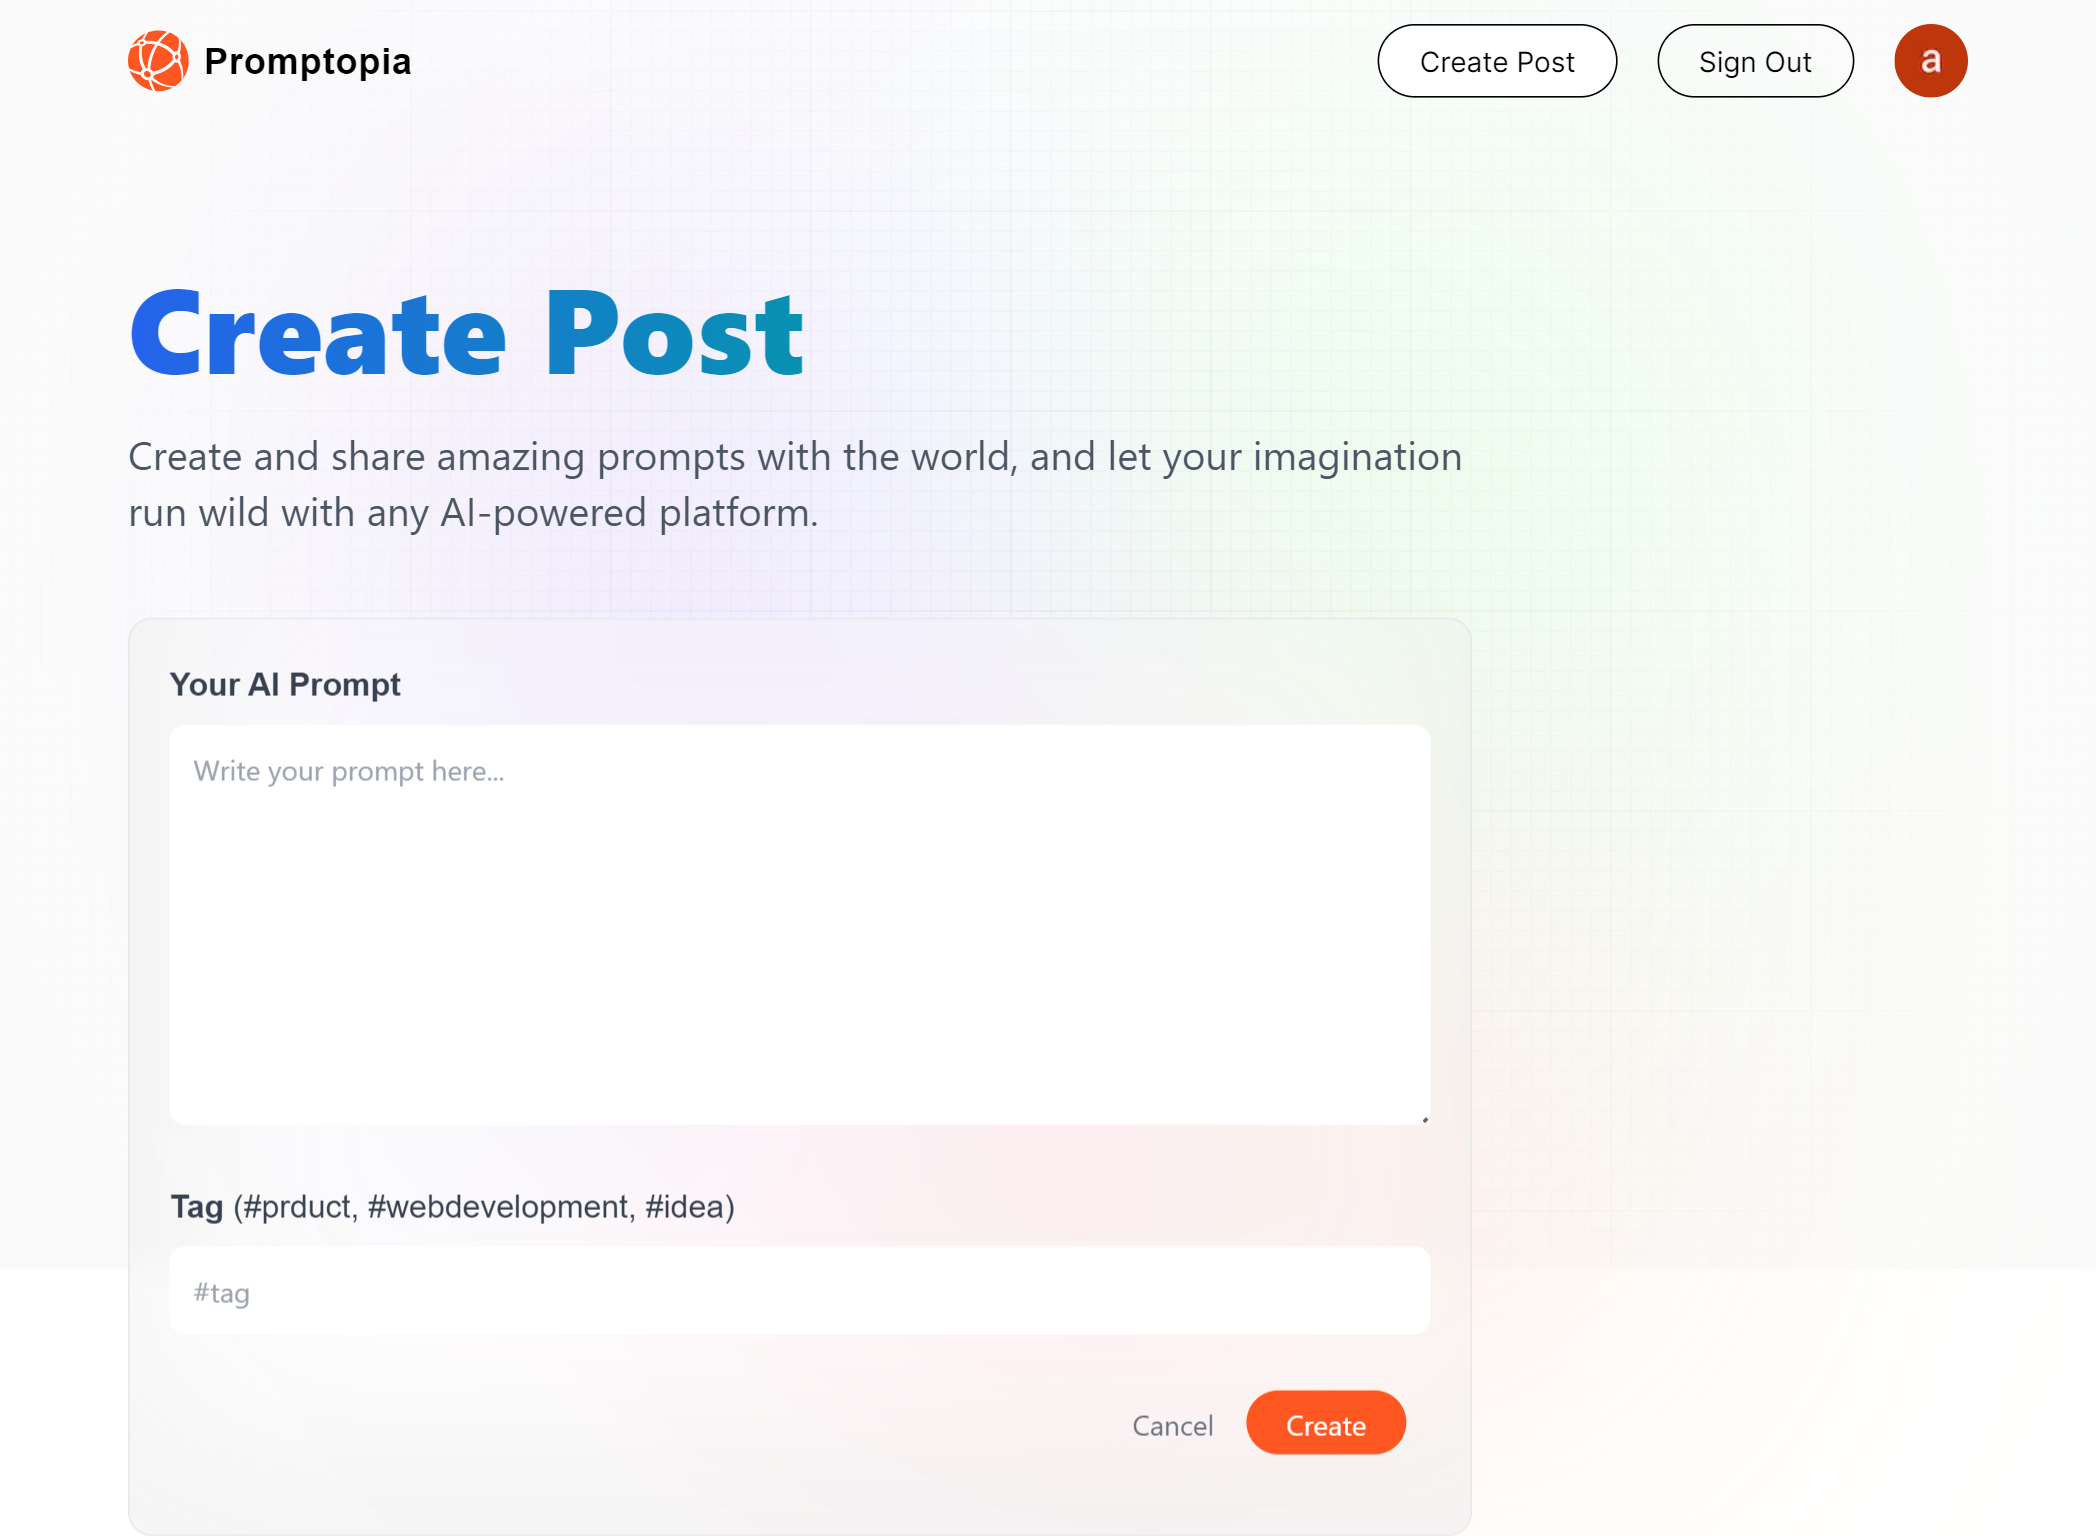 Promptopia
Create Post
Sign Out
a
Create Post
Create and share amazing prompts with the world, and let your imagination
run wild with any AI-powered platform.
Your AI Prompt
Write your prompt here...
Tag (#prduct, #webdevelopment, #idea)
#tag
Cancel
Create